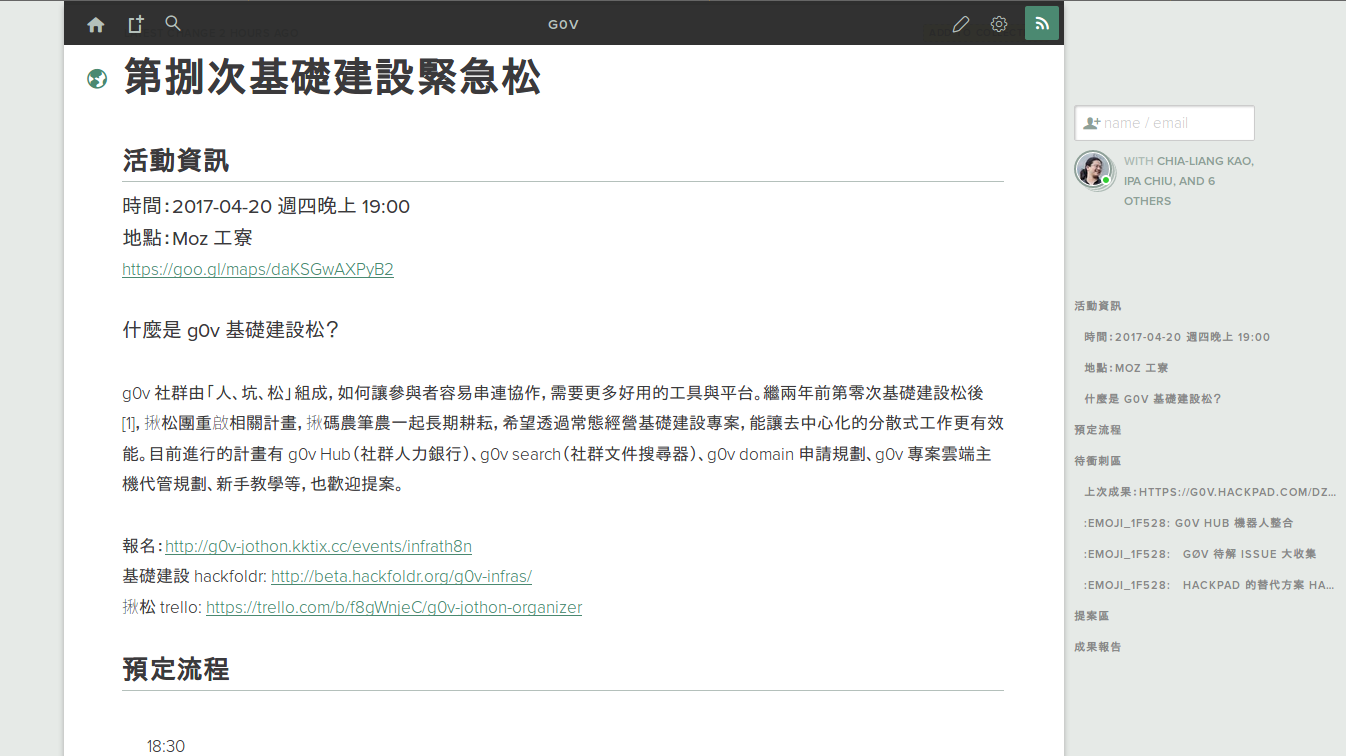 G0V
第捌次基礎建設緊急松
活動資訊
時間：2017-04-20 週四晚上 19:00
地點：Moz 工寮
https://goo.gl/maps/daKSGwAXPyB2
什麼是 g0v 基礎建設松？
g0v 社群由「人、坑、松」組成，如何讓參與者容易串連協作，需要更多好用的工具與平台。繼兩年前第零次基礎建設松後
[1]，揪松團重啟相關計畫，揪碼農筆農一起長期耕耘，希望透過常態經營基礎建設專案，能讓去中心化的分散式工作更有效
能。目前進行的計畫有 g0v Hub（社群人力銀行）、g0v search（社群文件搜尋器）、g0v domain 申請規劃、g0v 專案雲端主
機代管規劃、新手教學等，也歡迎提案。
報名：http://g0v-jothon.kktix.cc/events/infrath8n
基礎建設 hackfoldr: http://beta.hackfoldr.org/g0v-infras/
揪松 trello: https://trello.com/b/f8gWnjeC/g0v-jothon-organizer
預定流程
18:30
name / email
WITH CHIA-LIANG KAO,
IPA CHIU, AND 6
OTHERS
活動資訊
時間：2017-04-20 週四晚上 19:00
地點：MOZ 工寮
什麼是 G0V 基礎建設松？
預定流程
待衝刺區
上次成果：HTTPS://G0V.HACKPAD.COM/DZ…
:EMOJI_1F528: G0V HUB 機器人整合
:EMOJI_1F528: GØV 待解 ISSUE 大收集
:EMOJI_1F528: HACKPAD 的替代方案 HA…
提案區
成果報告